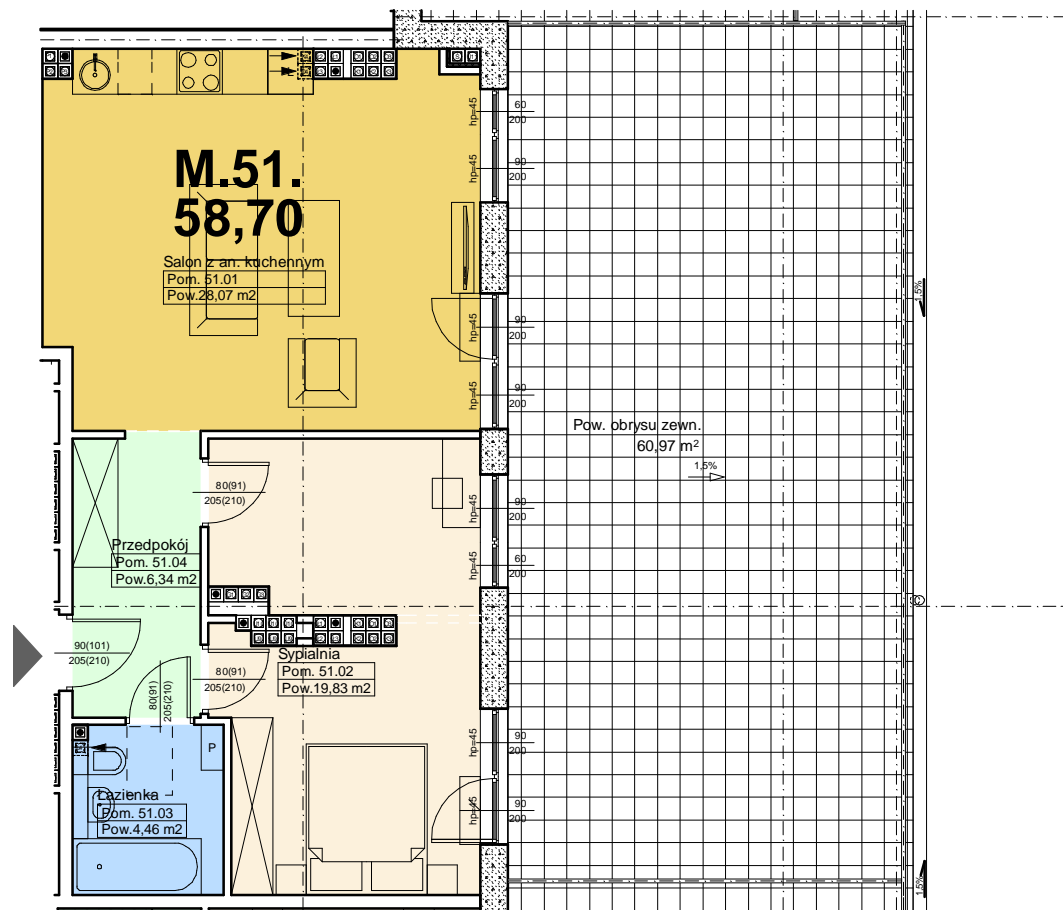 M.51.
58,70
Salon z an. kuchennym
Pom. 51.01
Pow.28,07 m2
hp=45
60
200
hp=45
90
200
hp=45
90
200
hp=45
90
200
1,5%
Pow. obrysu zewn.
60,97 m²
1,5%
80(91)
205(210)
hp=45
90
200
hp=45
60
200
Przedpokój
Pom. 51.04
Pow.6,34 m2
90(101)
205(210)
80(91)
205(210)
80(91)
205(210)
Sypialnia
Pom. 51.02
Pow.19,83 m2
hp=45
90
200
hp=45
90
200
P
Łazienka
Pom. 51.03
Pow.4,46 m2
1,5%